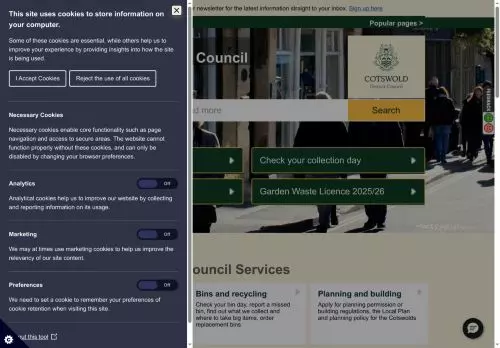 This site uses cookies to store information on
your computer.
Some of these cookies are essential, while others help us to
improve your experience by providing insights into how the site
is being used.
I Accept Cookies
Reject the use of all cookies
Necessary Cookies
Necessary cookies enable core functionality such as page
navigation and access to secure areas. The website cannot
function properly without these cookies, and can only be
disabled by changing your browser preferences.
Analytics
Off
Analytical cookies help us to improve our website by collecting
and reporting information on its usage.
Marketing
Off
We may at times use marketing cookies to help us improve the
relevancy of our site content.
Preferences
Off
We need to set a cookie to remember your preferences of
cookie retention when visiting this site.
out this tool
newsletter for the latest information straight to your inbox. Sign up here
Popular pages >
Council
COTSWOLD
District Council
d more
Search
Check your collection day
Garden Waste Licence 2025/26
FEEDBACK
ouncil Services
Bins and recycling
Check your bin day, report a missed
bin, find out what we collect and
where to take big items, order
replacement bins
Planning and building
Apply for planning permission or
building regulations, the Local Plan
and planning policy for the Cotswolds